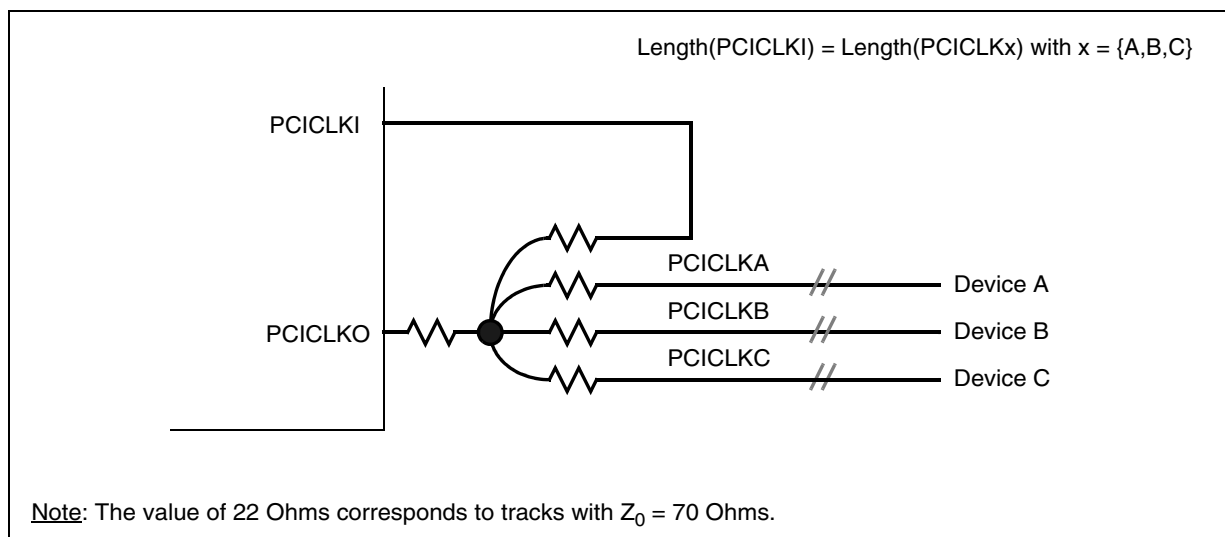 Length(PCICLKI) = Length(PCICLKx) with x = {A,B,C}
PCICLKI
PCICLKA
Device A
PCICLKO
PCICLKB
Device B
PCICLKC
Device C
Note: The value of 22 Ohms corresponds to tracks with Z0 = 70 Ohms.